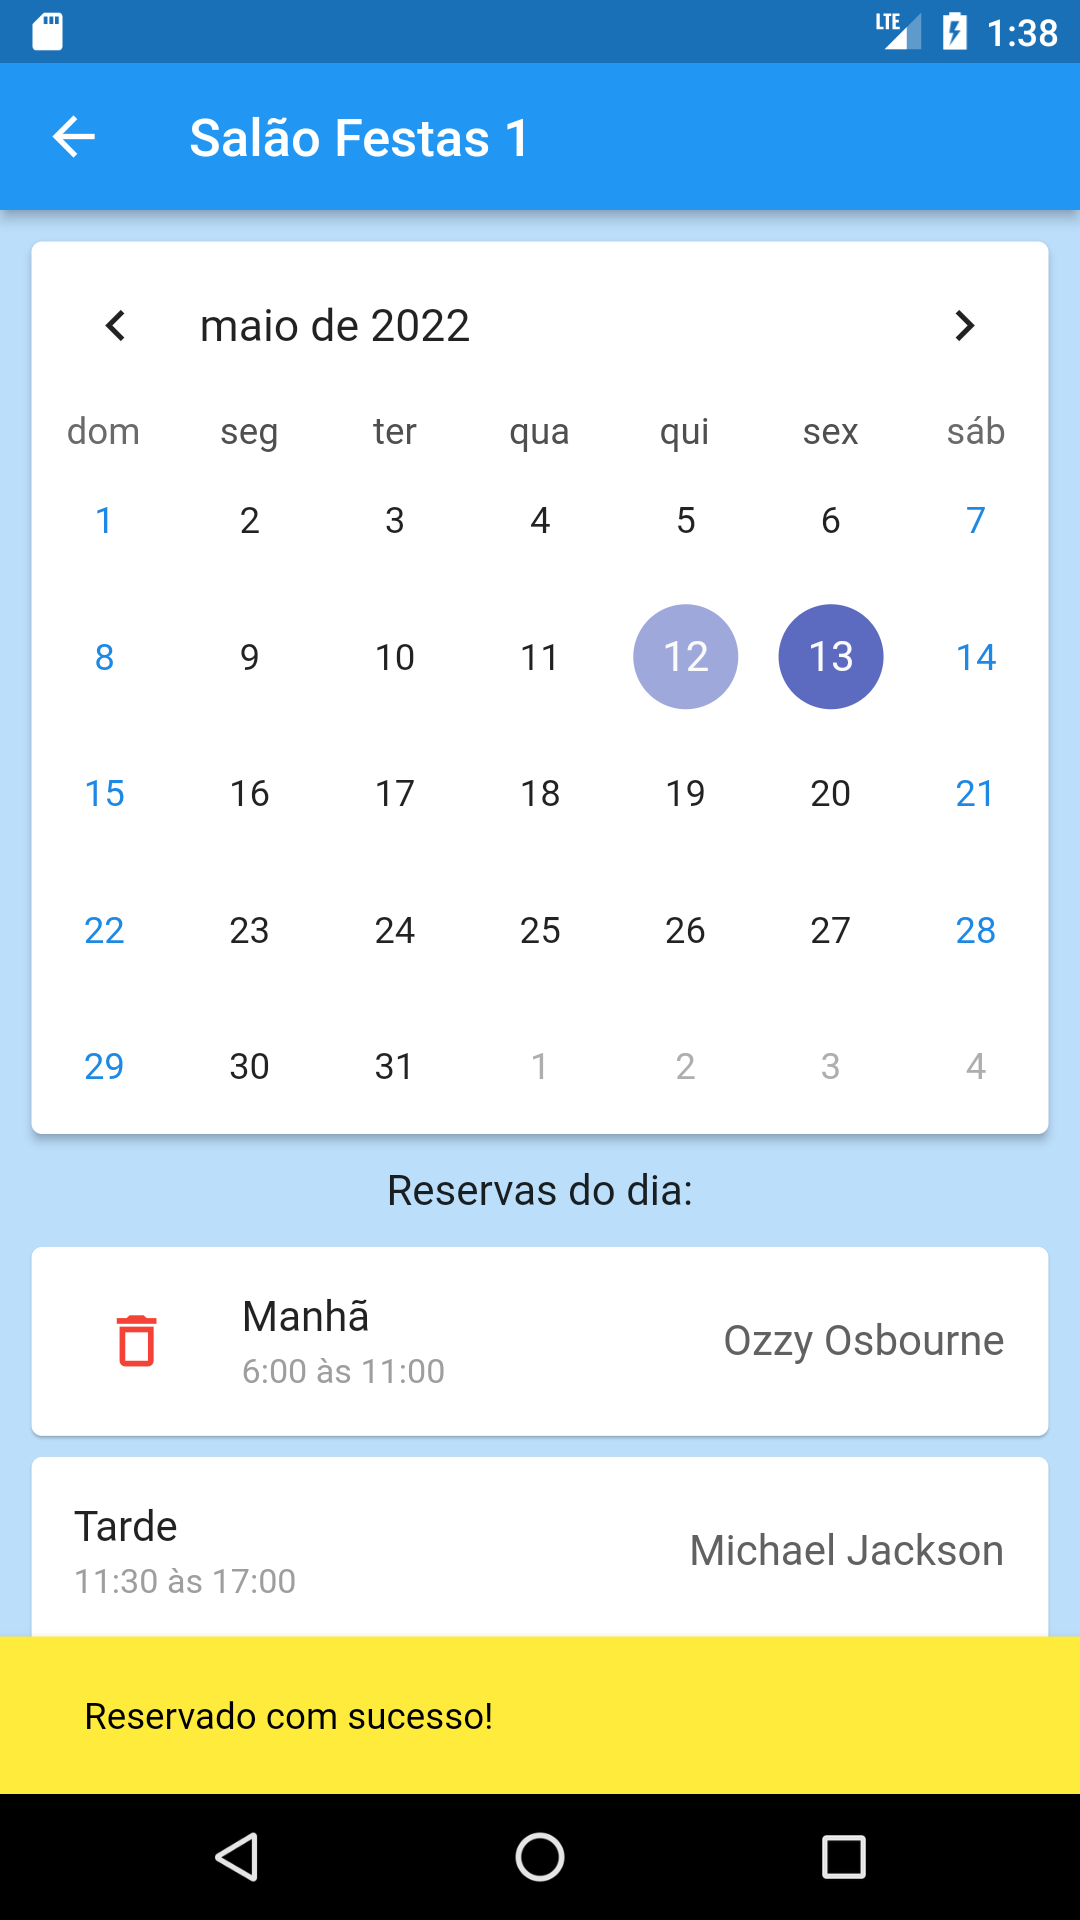 LTE 1:38
Salão Festas 1
maio de 2022
dom seg ter qua qui sex sáb
1 2 3 4 5 6 7
8 9 10 11 12 13 14
15 16 17 18 19 20 21
22 23 24 25 26 27 28
29 30 31 1 2 3 4
Reservas do dia:
Manhã
6:00 às 11:00
Ozzy Osbourne
Tarde
11:30 às 17:00
Michael Jackson
Reservado com sucesso!